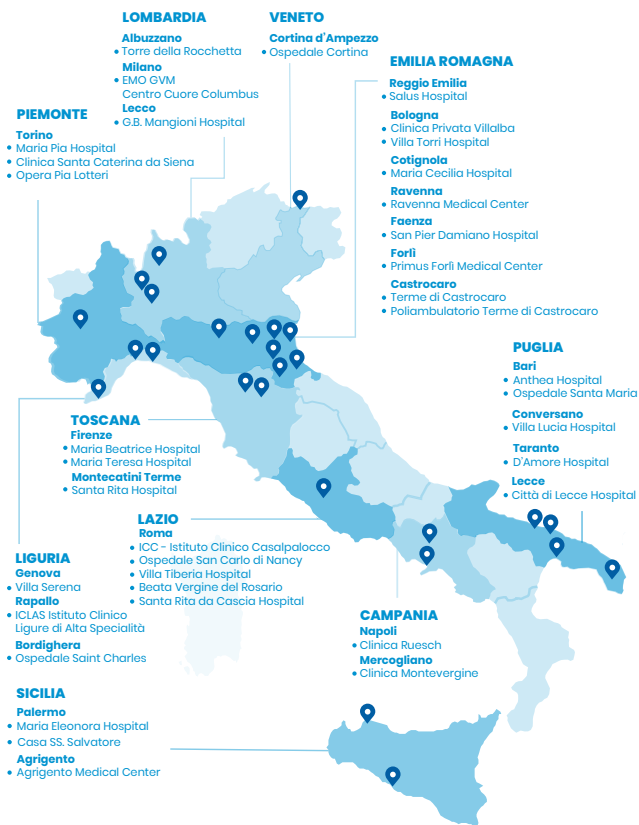 LOMBARDIA
Albuzzano
• Torre della Rocchetta
Milano
• EMO GVM
Centro Cuore Columbus
Lecco
• G.B. Mangioni Hospital
VENETO
Cortina d'Ampezzo
• Ospedale Cortina
EMILIA ROMAGNA
Reggio Emilia
• Salus Hospital
Bologna
• Clinica Privata Villalba
• Villa Torri Hospital
Cotignola
• Maria Cecilia Hospital
Ravenna
• Ravenna Medical Center
Faenza
• San Pier Damiano Hospital
Forlì
• Primus Forlì Medical Center
Castrocaro
• Terme di Castrocaro
• Poliambulatorio Terme di Castrocaro
PIEMONTE
Torino
• Maria Pia Hospital
• Clinica Santa Caterina da Siena
• Opera Pia Lotteri
PUGLIA
Bari
• Anthea Hospital
• Ospedale Santa Maria
Conversano
• Villa Lucia Hospital
Taranto
• D'Amore Hospital
Lecce
• Città di Lecce Hospital
TOSCANA
Firenze
• Maria Beatrice Hospital
• Maria Teresa Hospital
Montecatini Terme
• Santa Rita Hospital
LAZIO
Roma
• ICC - Istituto Clinico Casalpalocco
• Ospedale San Carlo di Nancy
• Villa Tiberia Hospital
• Beata Vergine del Rosario
• Santa Rita da Cascia Hospital
LIGURIA
Genova
• Villa Serena
Rapallo
• ICLAS Istituto Clinico
Ligure di Alta Specialità
Bordighera
• Ospedale Saint Charles
CAMPANIA
Napoli
• Clinica Ruesch
Mercogliano
• Clinica Montevergine
SICILIA
Palermo
• Maria Eleonora Hospital
• Casa SS. Salvatore
Agrigento
• Agrigento Medical Center